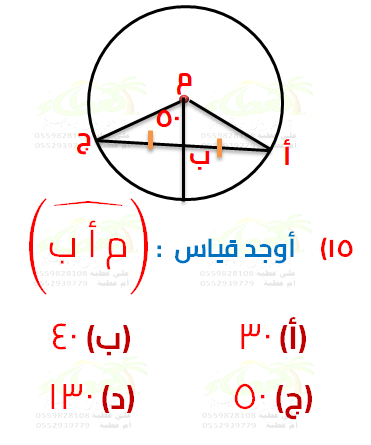 م
٥٠
ج
ب
أ
١٥) أوجد قياس : (م أ ب)
(أ) ٣٠ (ب) ٤٠
(ج) ٥٠ (د) ١٣٠
علي عطية 0559828108
أم عطية 0552939779